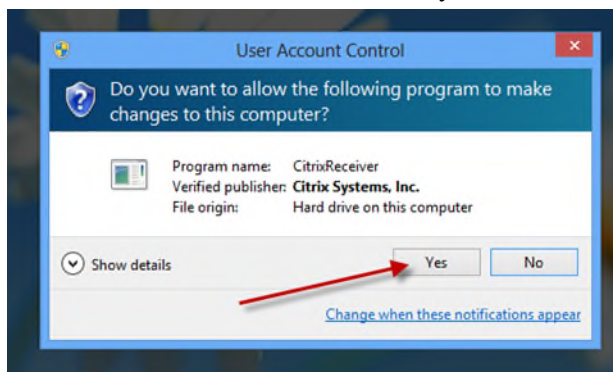 User Account Control
Do you want to allow the following program to make
changes to this computer?
Program name: CitrixReceiver
Verified publisher: Citrix Systems, Inc.
File origin: Hard drive on this computer
Show details
Yes
No
Change when these notifications appear